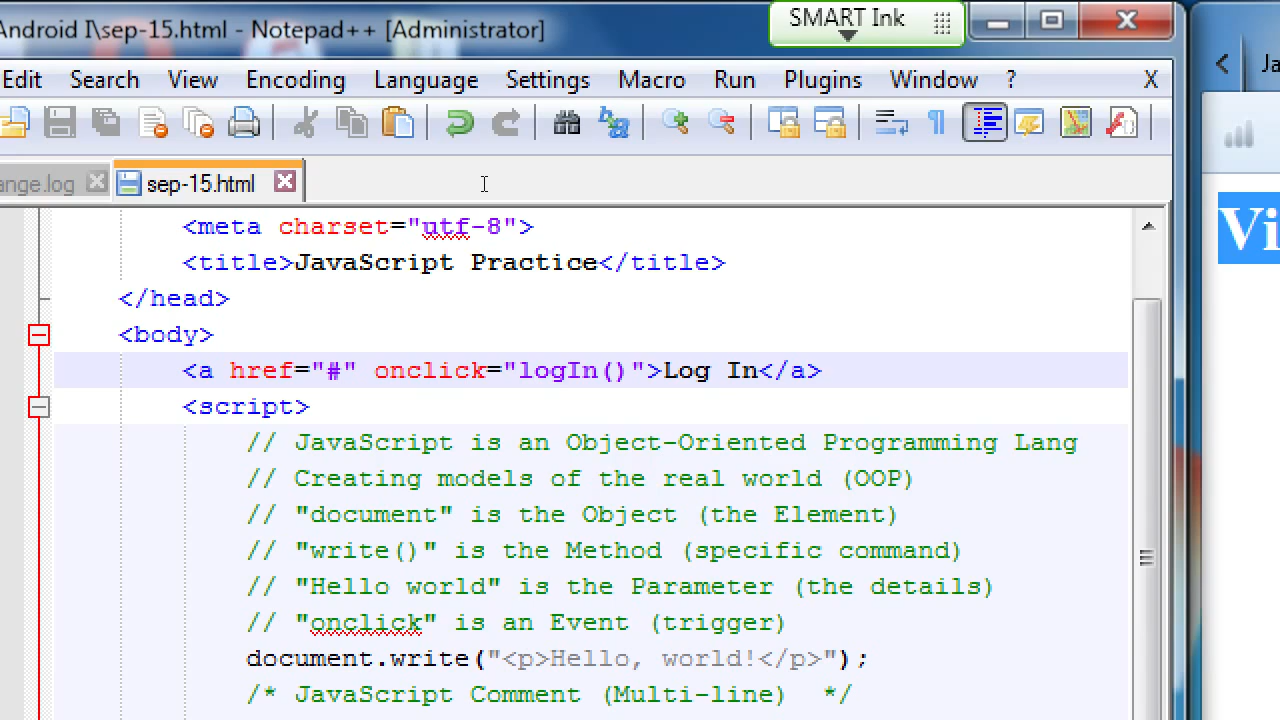 Android I\sep-15.html - Notepad++ [Administrator]
SMART Ink
Edit Search View Encoding Language Settings Macro Run Plugins Window ? X
ange.log sep-15.html
<meta charset="utf-8">
<title>JavaScript Practice</title>
</head>
<body>
<a href="#" onclick="logIn()">Log In</a>
<script>
// JavaScript is an Object-Oriented Programming Lang
// Creating models of the real world (OOP)
// "document" is the Object (the Element)
// "write()" is the Method (specific command)
// "Hello world" is the Parameter (the details)
// "onclick" is an Event (trigger)
document.write("<p>Hello, world!</p>");
/* JavaScript Comment (Multi-line)  */
Ja
Vi